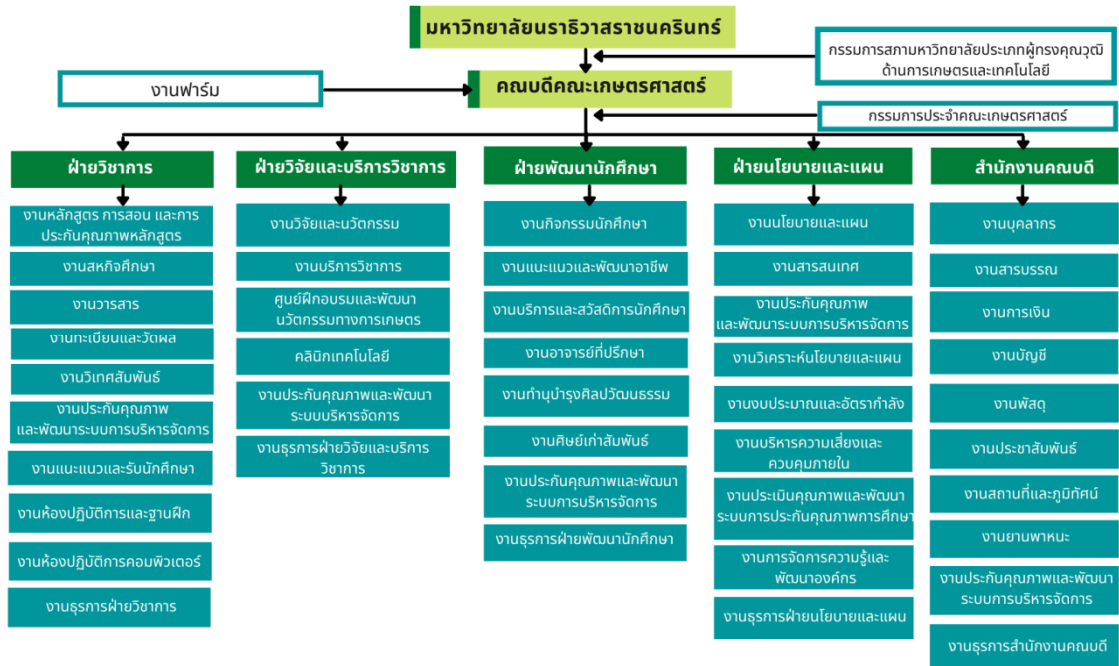 มหาวิทยาลัยนราธิวาสราชนครินทร์
กรรมการสภามหาวิทยาลัยประเภทผู้ทรงคุณวุฒิ
ด้านการเกษตรและเทคโนโลยี
งานฟาร์ม
คณบดีคณะเกษตรศาสตร์
กรรมการประจำคณะเกษตรศาสตร์
ฝ่ายวิชาการ
งานหลักสูตร การสอน และการ
ประกันคุณภาพหลักสูตร
งานสหกิจศึกษา
งานวารสาร
งานทะเบียนและวัดผล
งานวิเทศสัมพันธ์
งานประกันคุณภาพ
และพัฒนาระบบการบริหารจัดการ
งานแนะแนวและรับนักศึกษา
งานห้องปฏิบัติการและฐานฝึก
งานห้องปฏิบัติการคอมพิวเตอร์
งานธุรการฝ่ายวิชาการ
ฝ่ายวิจัยและบริการวิชาการ
งานวิจัยและนวัตกรรม
งานบริการวิชาการ
ศูนย์ฝึกอบรมและพัฒนา
นวัตกรรมทางการเกษตร
คลินิกเทคโนโลยี
งานประกันคุณภาพและพัฒนา
ระบบบริหารจัดการ
งานธุรการฝ่ายวิจัยและบริการ
วิชาการ
ฝ่ายพัฒนานักศึกษา
งานกิจกรรมนักศึกษา
งานแนะแนวและพัฒนาอาชีพ
งานบริการและสวัสดิการนักศึกษา
งานอาจารย์ที่ปรึกษา
งานทำนุบำรุงศิลปวัฒนธรรม
งานศิษย์เก่าสัมพันธ์
งานประกันคุณภาพและพัฒนา
ระบบการบริหารจัดการ
งานธุรการฝ่ายพัฒนานักศึกษา
ฝ่ายนโยบายและแผน
งานนโยบายและแผน
งานสารสนเทศ
งานประกันคุณภาพ
และพัฒนาระบบการบริหารจัดการ
งานวิเคราะห์นโยบายและแผน
งานงบประมาณและอัตรากำลัง
งานบริหารความเสี่ยงและ
ควบคุมภายใน
งานประเมินคุณภาพและพัฒนา
ระบบการประกันคุณภาพการศึกษา
งานการจัดการความรู้และ
พัฒนาองค์กร
งานธุรการฝ่ายนโยบายและแผน
สำนักงานคณบดี
งานบุคลากร
งานสารบรรณ
งานการเงิน
งานบัญชี
งานพัสดุ
งานประชาสัมพันธ์
งานสถานที่และภูมิทัศน์
งานยานพาหนะ
งานประกันคุณภาพและพัฒนา
ระบบการบริหารจัดการ
งานธุรการสำนักงานคณบดี